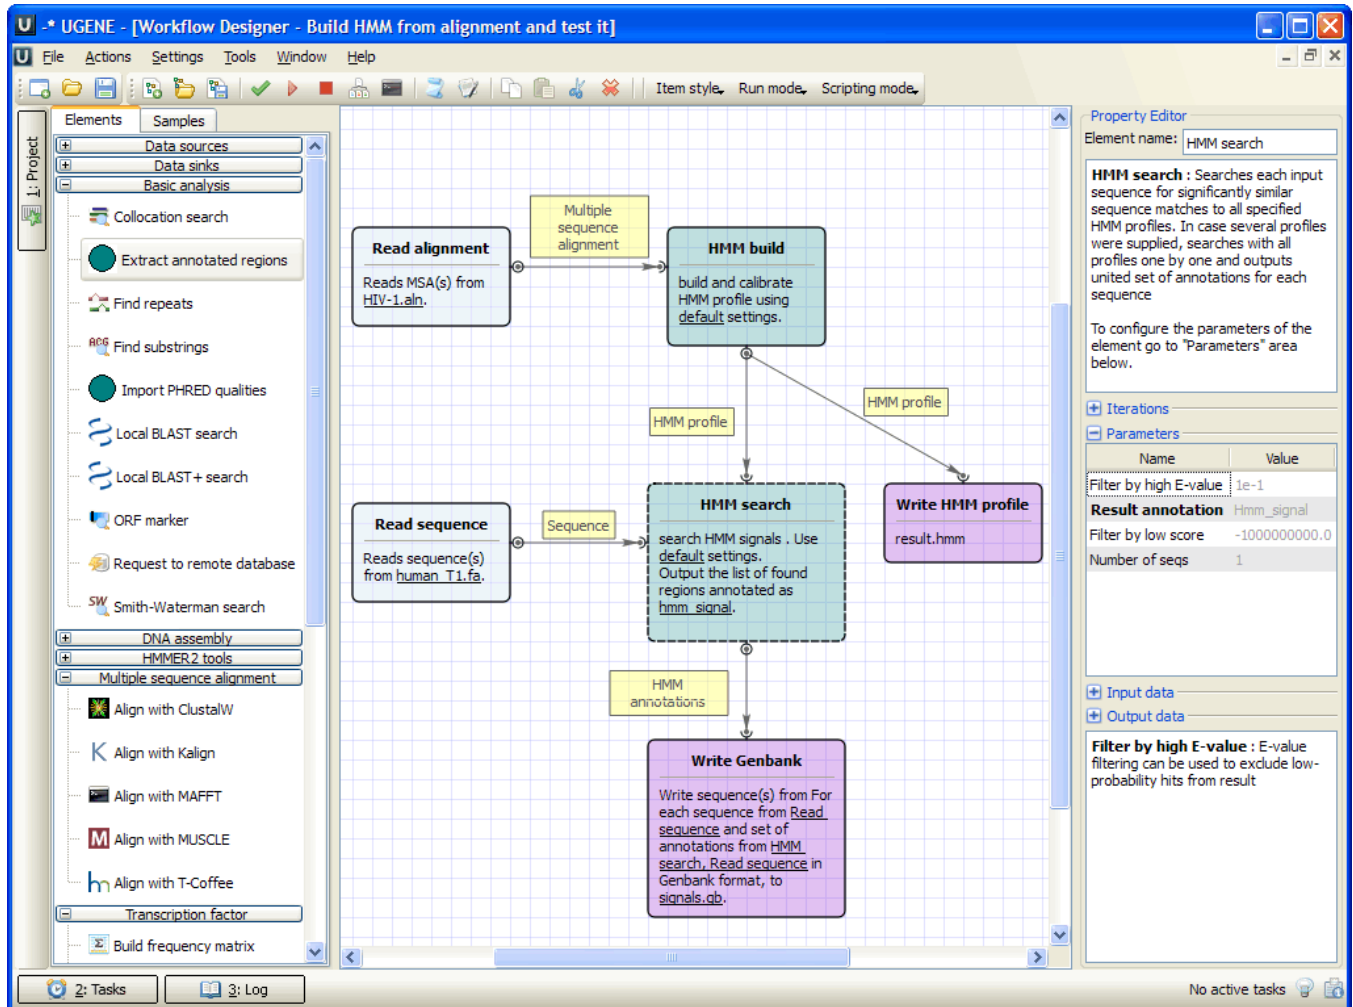 -* UGENE - [Workflow Designer - Build HMM from alignment and test it]
File Actions Settings Tools Window Help
Item style Run mode Scripting mode
1: Project
Elements Samples
Data sources
Data sinks
Basic analysis
Collocation search
Extract annotated regions
Find repeats
Find substrings
Import PHRED qualities
Local BLAST search
Local BLAST+ search
ORF marker
Request to remote database
Smith-Waterman search
DNA assembly
HMMER2 tools
Multiple sequence alignment
Align with ClustalW
Align with Kalign
Align with MAFFT
Align with MUSCLE
Align with T-Coffee
Transcription factor
Build frequency matrix
Read alignment
Reads MSA(s) from
HIV-1.aln.
Multiple
sequence
alignment
HMM build
build and calibrate
HMM profile using
default settings.
HMM profile
HMM profile
Read sequence
Reads sequence(s)
from human_T1.fa.
Sequence
HMM search
search HMM signals . Use
default settings.
Output the list of found
regions annotated as
hmm_signal.
Write HMM profile
result.hmm
HMM
annotations
Write Genbank
Write sequence(s) from For
each sequence from Read
sequence and set of
annotations from HMM
search, Read sequence in
Genbank format, to
signals.gb.
Property Editor
Element name: HMM search
HMM search : Searches each input
sequence for significantly similar
sequence matches to all specified
HMM profiles. In case several profiles
were supplied, searches with all
profiles one by one and outputs
united set of annotations for each
sequence
To configure the parameters of the
element go to "Parameters" area
below.
Iterations
Parameters
Name Value
Filter by high E-value 1e-1
Result annotation Hmm_signal
Filter by low score -1000000000.0
Number of seqs 1
Input data
Output data
Filter by high E-value : E-value
filtering can be used to exclude low-
probability hits from result
2: Tasks 3: Log
No active tasks